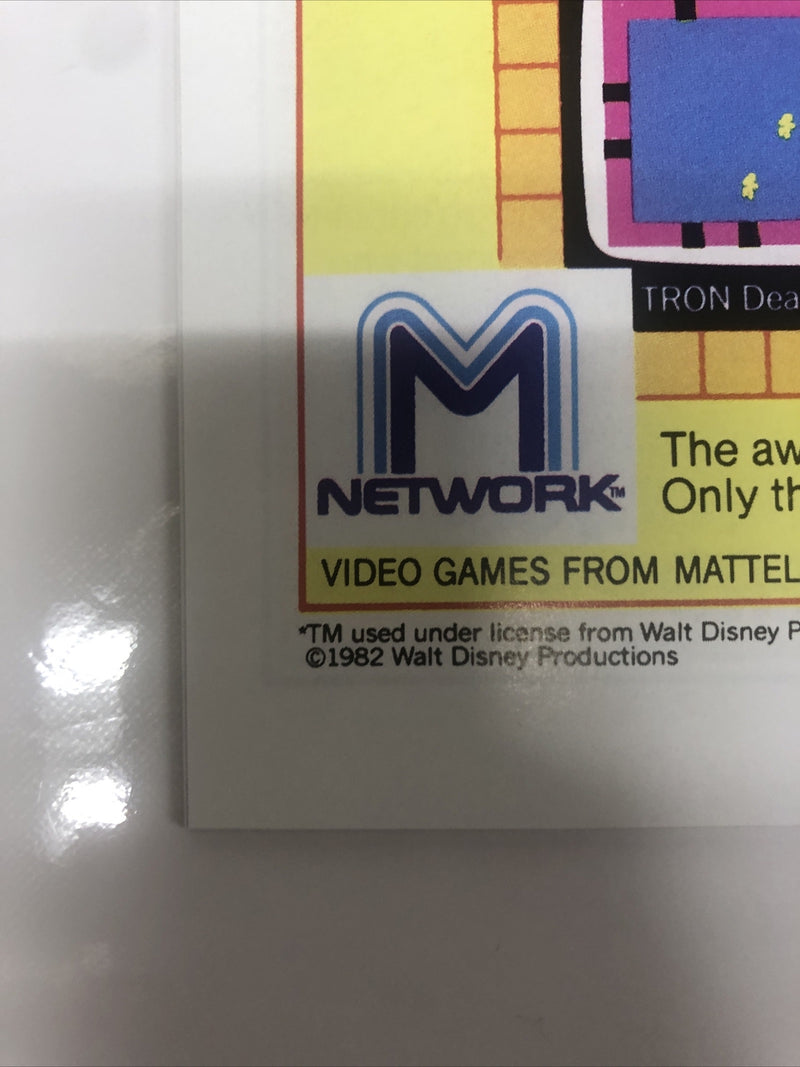 TRON Dea
M
NETWORK™
The aw
Only th
VIDEO GAMES FROM MATTEL
*TM used under license from Walt Disney P
©1982 Walt Disney Productions